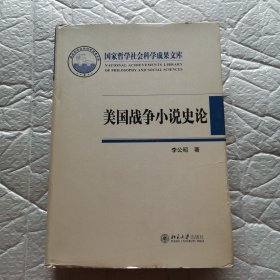 国家哲学社会科学成果文库
NATIONAL ACHIEVEMENTS LIBRARY
OF PHILOSOPHY AND SOCIAL SCIENCES
美国战争小说史论
李公昭 著
北京大学出版社